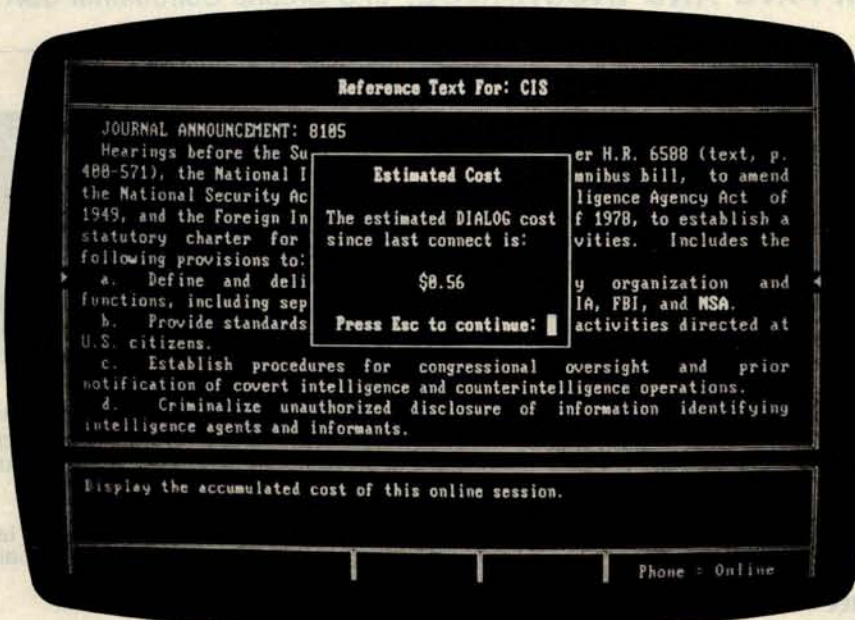 Reference Text For: CIS
JOURNAL ANNOUNCEMENT: 8105
Hearings before the Su er H.R. 6588 (text, p.
400-571), the National I mnibus bill, to amend
the National Security Ac ligence Agency Act of
1949, and the Foreign In f 1978, to establish a
statutory charter for vities. Includes the
following provisions to:
a. Define and deli y organization and
functions, including sep IA, FBI, and NSA.
b. Provide standards activities directed at
U.S. citizens.
c. Establish procedures for congressional oversight and prior
notification of covert intelligence and counterintelligence operations.
d. Criminalize unauthorized disclosure of information identifying
intelligence agents and informants.
Estimated Cost
The estimated DIALOG cost
since last connect is:
$0.56
Press Esc to continue:
Display the accumulated cost of this online session.
Phone = Online